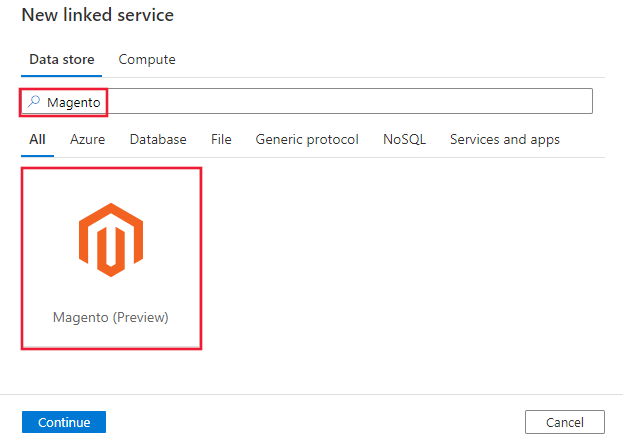 New linked service
Data store Compute
Magento
All Azure Database File Generic protocol NoSQL Services and apps
Magento (Preview)
Continue Cancel